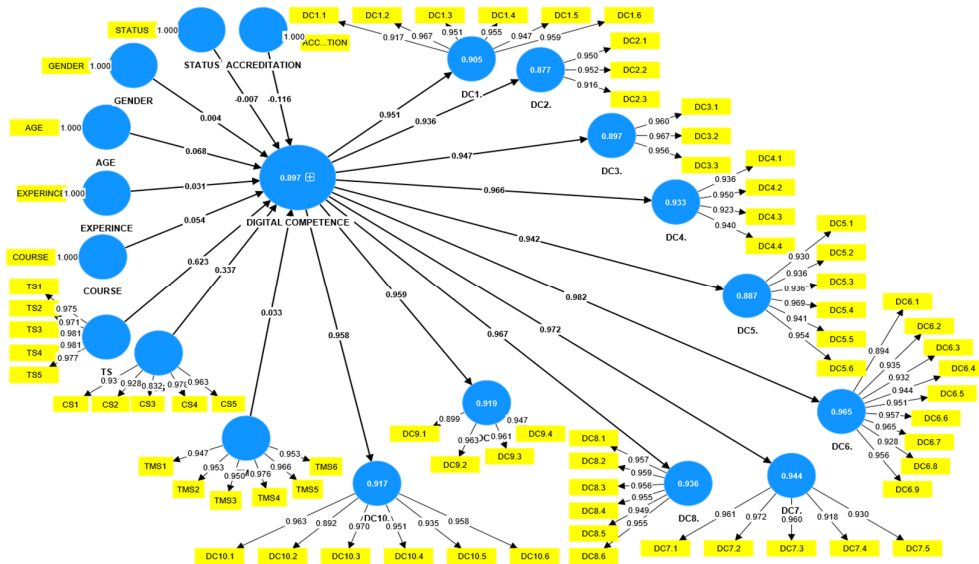 STATUS
1.000
STATUS
1.000
ACC...TION
ACCREDITATION
GENDER
1.000
GENDER
AGE
1.000
AGE
EXPERINCE
1.000
EXPERINCE
COURSE
1.000
COURSE
-0.007
-0.116
0.004
0.068
0.031
0.054
0.623
0.337
0.033
0.897
DIGITAL COMPETENCE
TS1
TS2
TS3
TS4
TS5
0.975
0.971
0.981
0.981
0.977
TS
CS1
CS2
CS3
CS4
CS5
0.93
0.928
0.832
0.963
TMS1
TMS2
TMS3
TMS4
TMS5
TMS6
0.947
0.953
0.950
0.976
0.966
0.953
0.951
0.936
0.947
0.966
0.942
0.982
0.972
0.967
0.959
0.958
DC1.1
DC1.2
DC1.3
DC1.4
DC1.5
DC1.6
0.917
0.967
0.951
0.955
0.947
0.959
0.905
DC1.
0.877
DC2.
0.950
0.952
0.916
DC2.1
DC2.2
DC2.3
0.897
DC3.
0.960
0.967
0.956
DC3.1
DC3.2
DC3.3
0.933
DC4.
0.936
0.950
0.923
0.940
DC4.1
DC4.2
DC4.3
DC4.4
0.887
DC5.
0.930
0.936
0.936
0.969
0.941
0.954
DC5.1
DC5.2
DC5.3
DC5.4
DC5.5
DC5.6
0.965
DC6.
0.894
0.935
0.932
0.944
0.951
0.957
0.965
0.928
0.956
DC6.1
DC6.2
DC6.3
DC6.4
DC6.5
DC6.6
DC6.7
DC6.8
DC6.9
0.944
DC7.
0.961
0.972
0.960
0.918
0.930
DC7.1
DC7.2
DC7.3
DC7.4
DC7.5
0.936
DC8.
0.957
0.959
0.956
0.955
0.949
0.955
DC8.1
DC8.2
DC8.3
DC8.4
DC8.5
DC8.6
0.919
0.899
0.963
0.961
0.947
DC9.1
DC9.2
DC9.3
DC9.4
0.917
DC10.
0.963
0.892
0.970
0.951
0.935
0.958
DC10.1
DC10.2
DC10.3
DC10.4
DC10.5
DC10.6